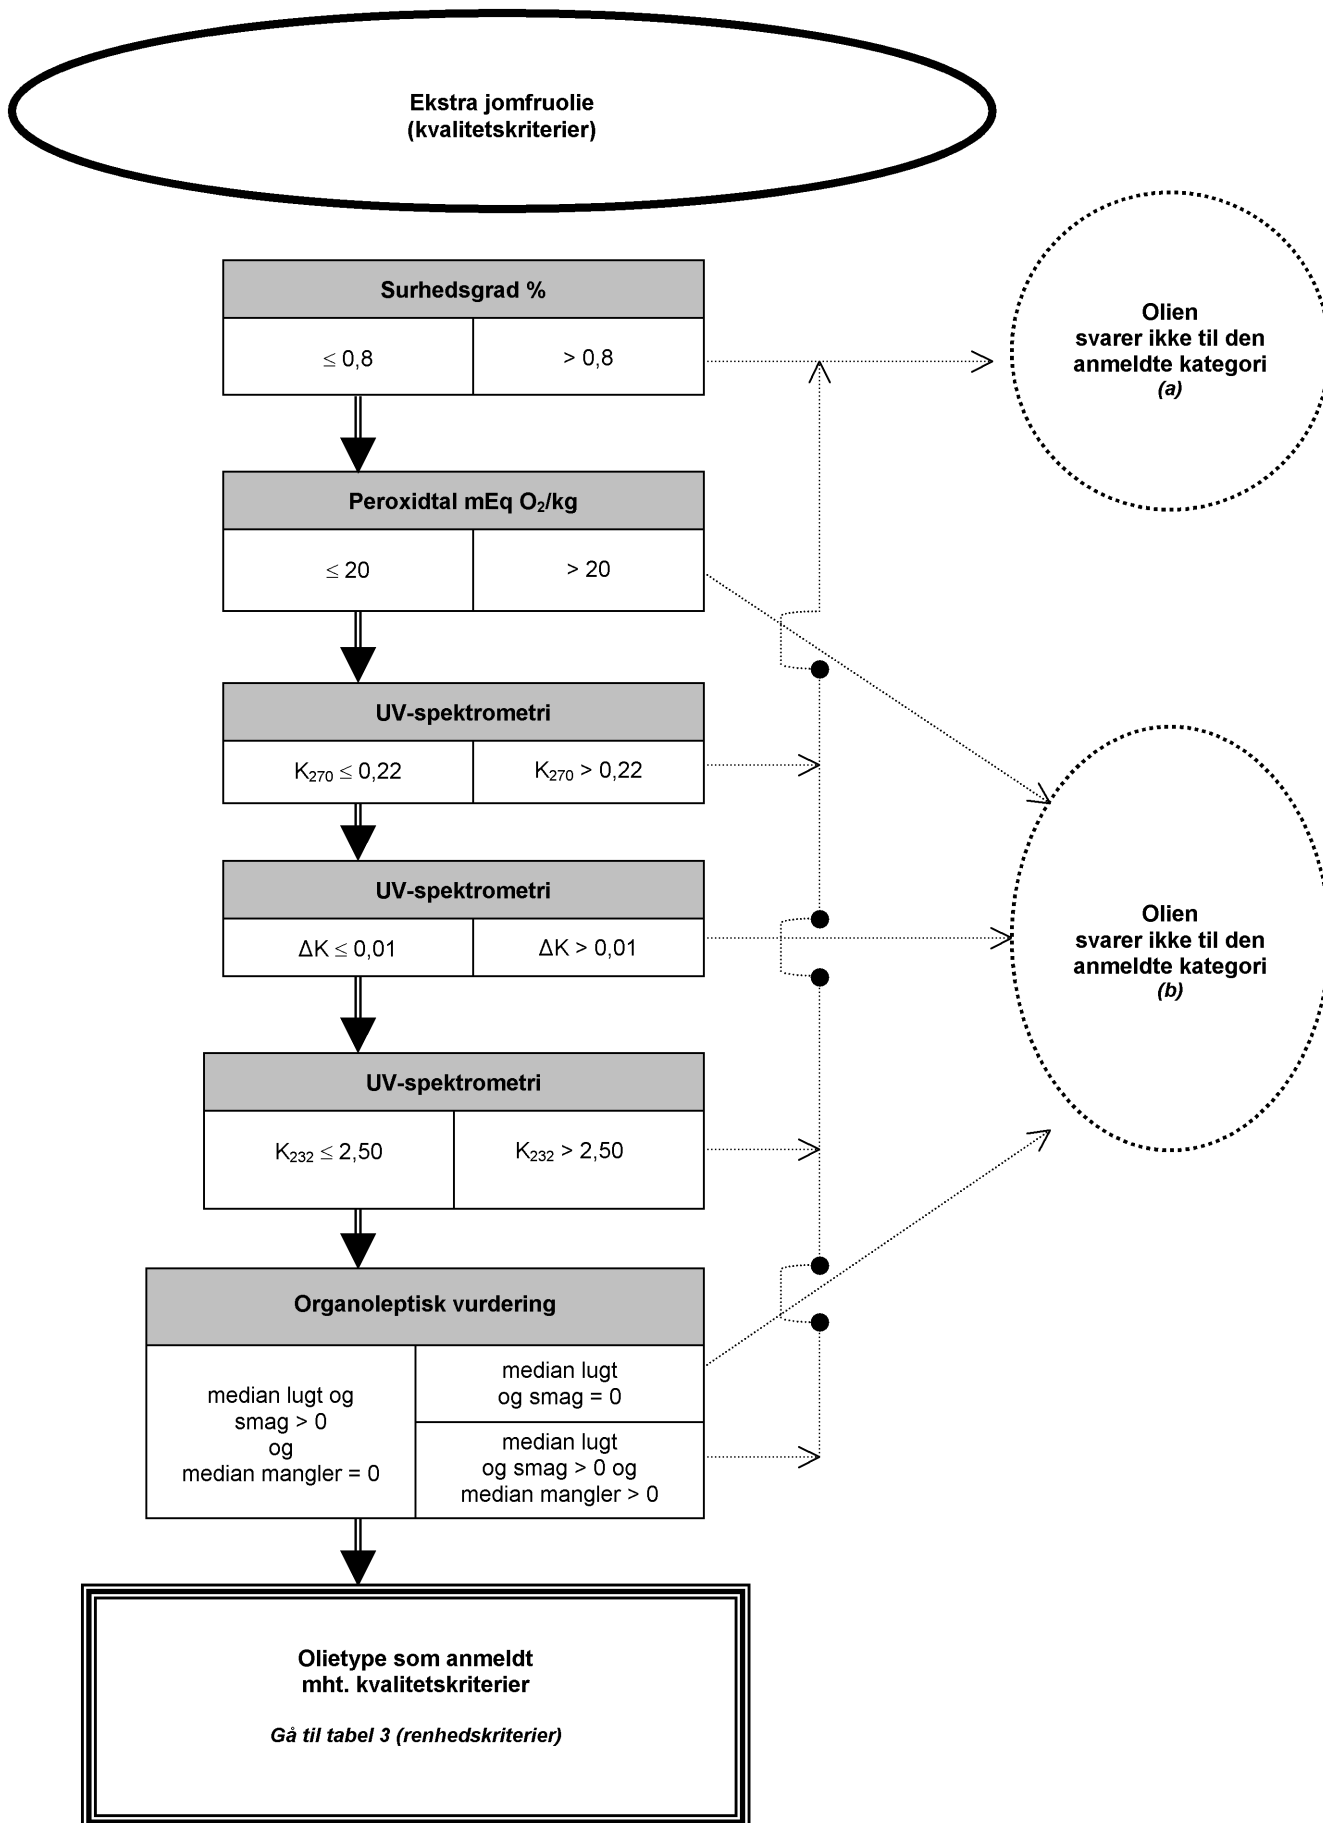 Ekstra jomfruolie
(kvalitetskriterier)
Surhedsgrad %
≤ 0,8
> 0,8
Olien
svarer ikke til den
anmeldte kategori
(a)
Peroxidtal mEq O₂/kg
≤ 20
> 20
UV-spektrometri
K₂₇₀ ≤ 0,22
K₂₇₀ > 0,22
UV-spektrometri
ΔK ≤ 0,01
ΔK > 0,01
Olien
svarer ikke til den
anmeldte kategori
(b)
UV-spektrometri
K₂₃₂ ≤ 2,50
K₂₃₂ > 2,50
Organoleptisk vurdering
median lugt og
smag > 0
og
median mangler = 0
median lugt
og smag = 0
median lugt
og smag > 0 og
median mangler > 0
Olietype som anmeldt
mht. kvalitetskriterier
Gå til tabel 3 (renhedskriterier)